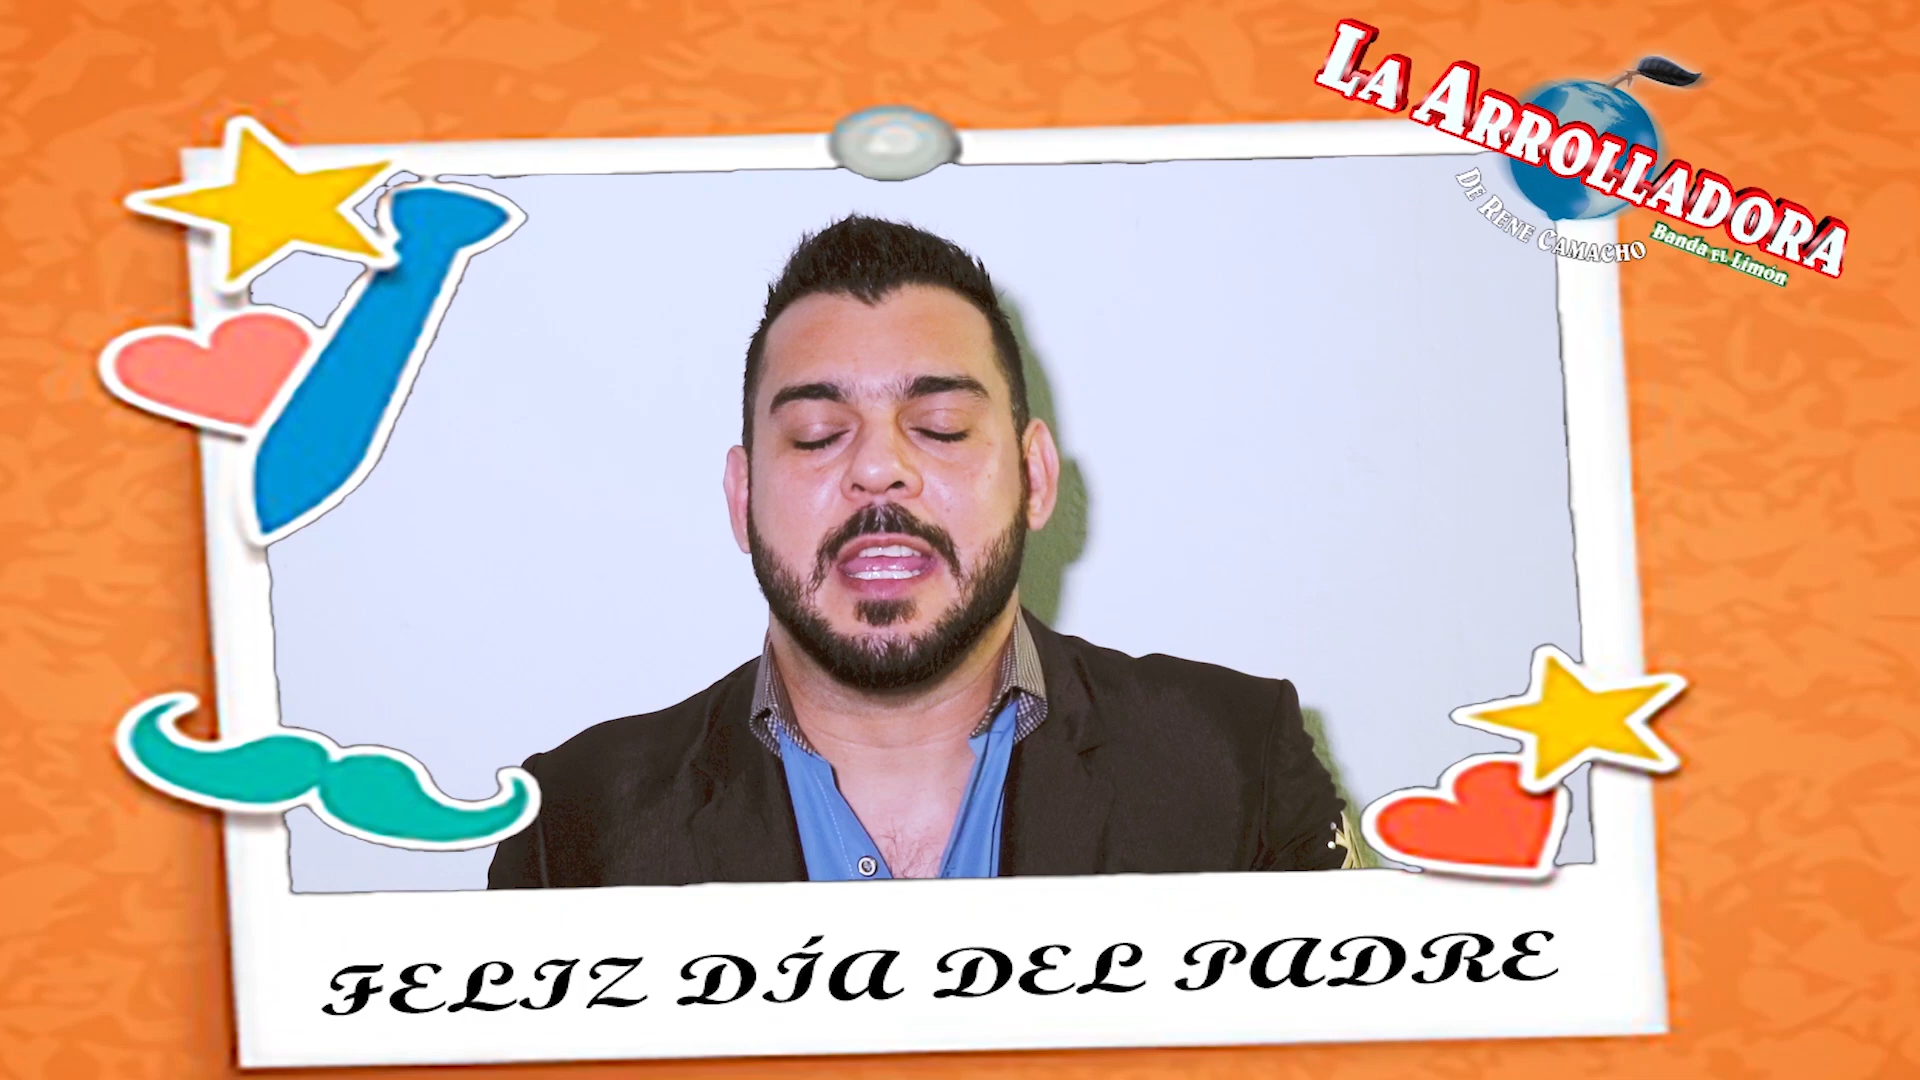 LA ARROLLADORA
DE RENE CAMACHO
Banda EL Limón
FELIZ DÍA DEL PADRE